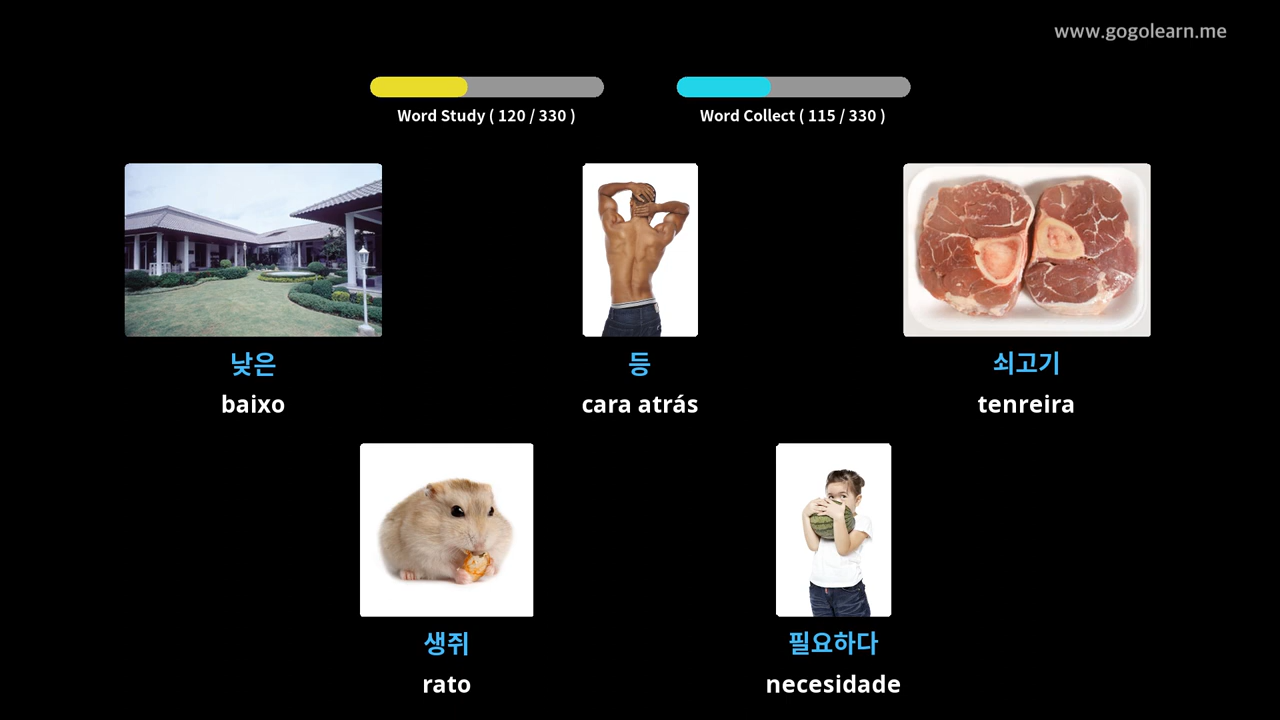 www.gogolearn.me
Word Study ( 120 / 330 )
Word Collect ( 115 / 330 )
낮은
baixo
등
cara atrás
쇠고기
tenreira
생쥐
rato
필요하다
necesidade